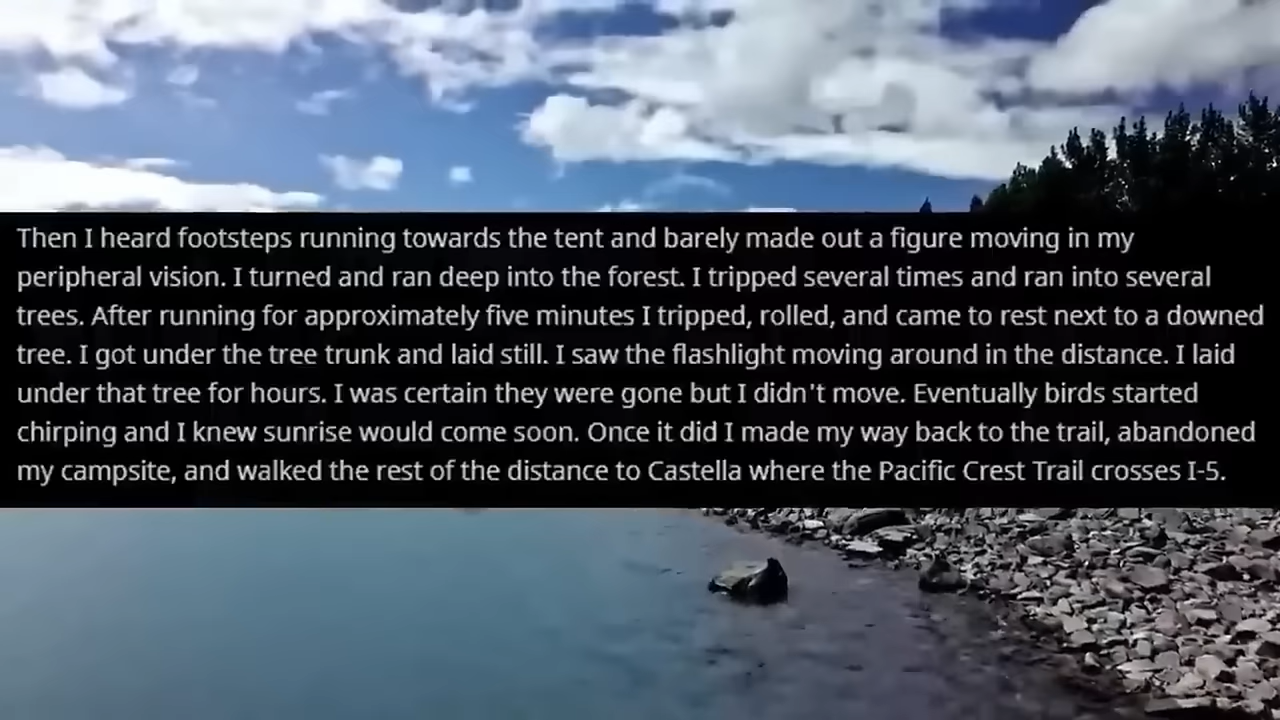 Then I heard footsteps running towards the tent and barely made out a figure moving in my
peripheral vision. I turned and ran deep into the forest. I tripped several times and ran into several
trees. After running for approximately five minutes I tripped, rolled, and came to rest next to a downed
tree. I got under the tree trunk and laid still. I saw the flashlight moving around in the distance. I laid
under that tree for hours. I was certain they were gone but I didn't move. Eventually birds started
chirping and I knew sunrise would come soon. Once it did I made my way back to the trail, abandoned
my campsite, and walked the rest of the distance to Castella where the Pacific Crest Trail crosses I-5.